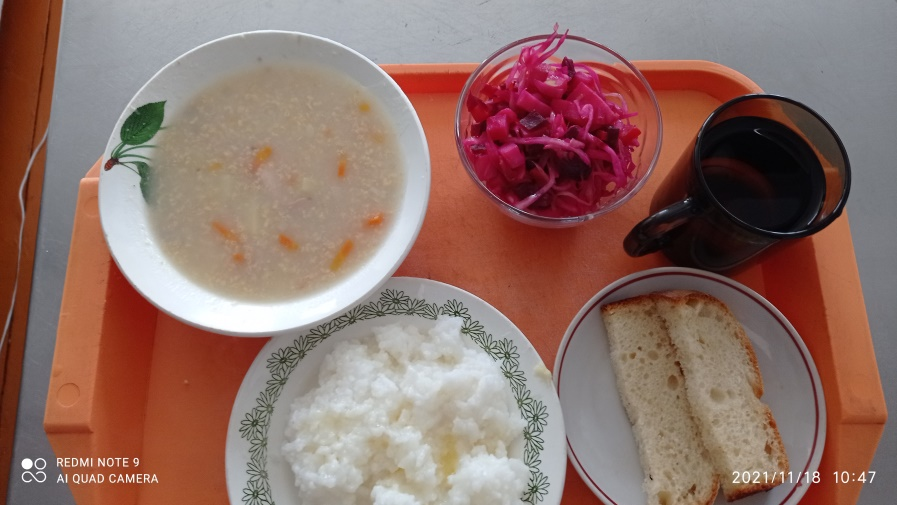 REDMI NOTE 9
AI QUAD CAMERA
2021/11/18 10:47